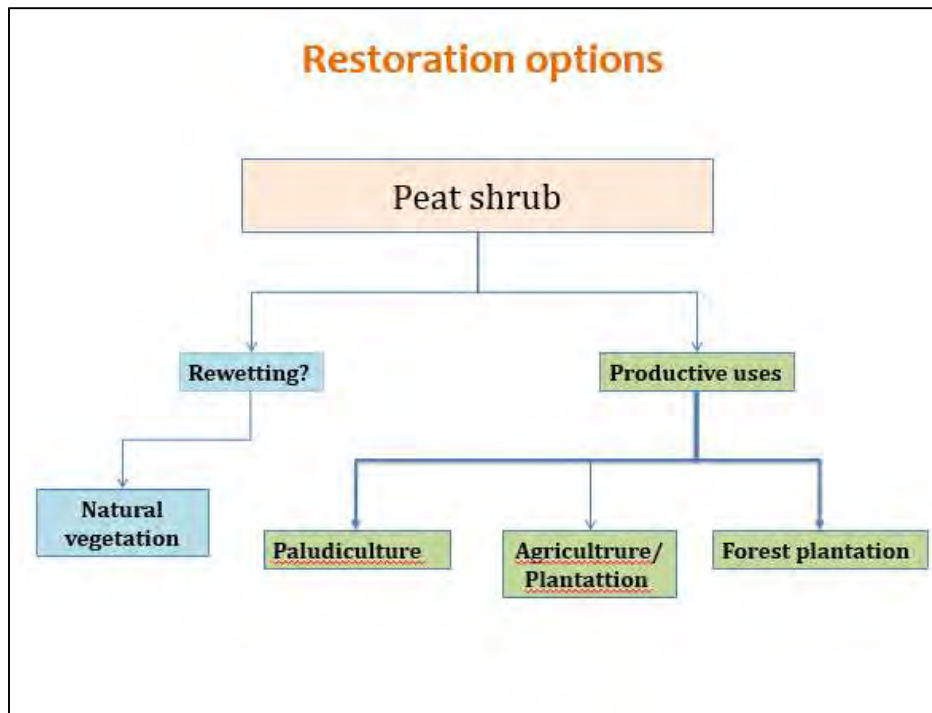 Restoration options
Peat shrub
Rewetting?
Productive uses
Natural
vegetation
Paludiculture
Agricultrure/
Plantattion
Forest plantation